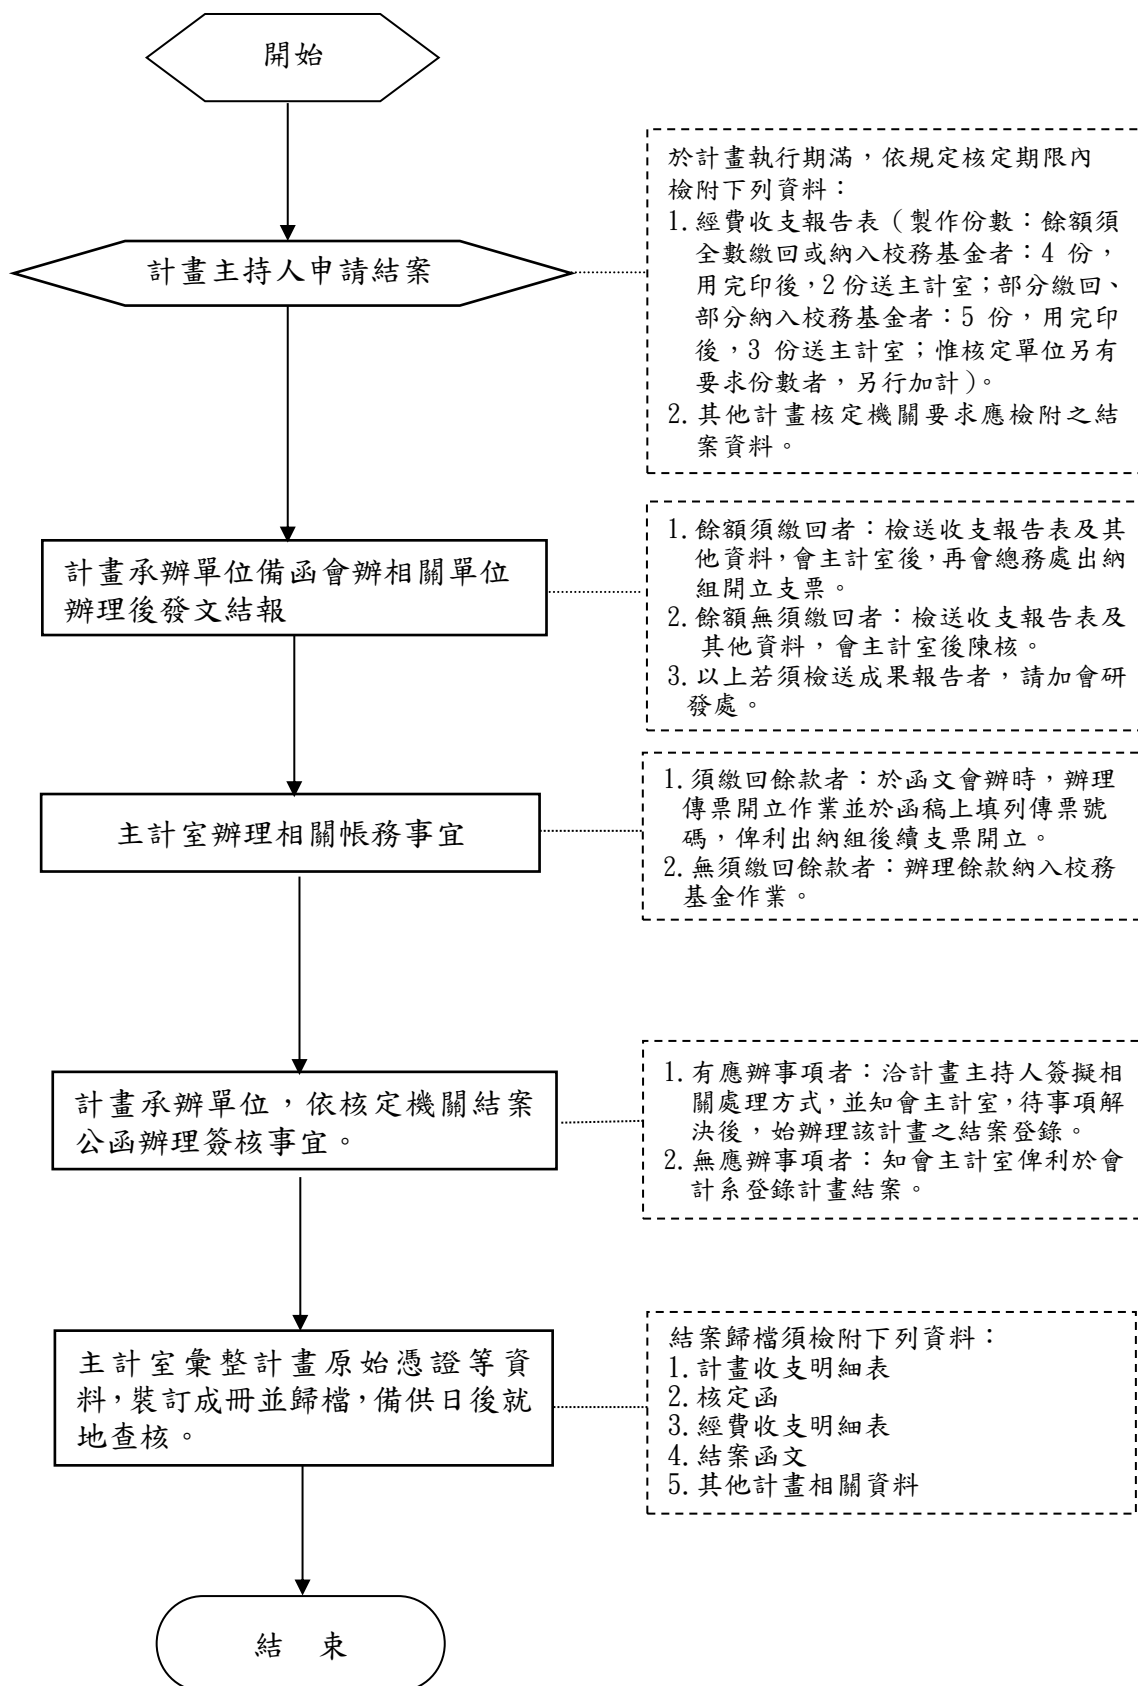 開始
計畫主持人申請結案
於計畫執行期滿，依規定核定期限內
檢附下列資料：
1.經費收支報告表（製作份數：餘額須
全數繳回或納入校務基金者：4 份，
用完印後，2 份送主計室；部分繳回、
部分納入校務基金者：5 份，用完印
後，3 份送主計室；惟核定單位另有
要求份數者，另行加計）。
2.其他計畫核定機關要求應檢附之結
案資料。
計畫承辦單位備函會辦相關單位
辦理後發文結報
1.餘額須繳回者：檢送收支報告表及其
他資料，會主計室後，再會總務處出納
組開立支票。
2.餘額無須繳回者：檢送收支報告表及
其他資料，會主計室後陳核。
3.以上若須檢送成果報告者，請加會研
發處。
主計室辦理相關帳務事宜
1.須繳回餘款者：於函文會辦時，辦理
傳票開立作業並於函稿上填列傳票號
碼，俾利出納組後續支票開立。
2.無須繳回餘款者：辦理餘款納入校務
基金作業。
計畫承辦單位，依核定機關結案
公函辦理簽核事宜。
1.有應辦事項者：洽計畫主持人簽擬相
關處理方式，並知會主計室，待事項解
決後，始辦理該計畫之結案登錄。
2.無應辦事項者：知會主計室俾利於會
計系登錄計畫結案。
主計室彙整計畫原始憑證等資
料，裝訂成冊並歸檔，備供日後就
地查核。
結案歸檔須檢附下列資料：
1.計畫收支明細表
2.核定函
3.經費收支明細表
4.結案函文
5.其他計畫相關資料
結 束